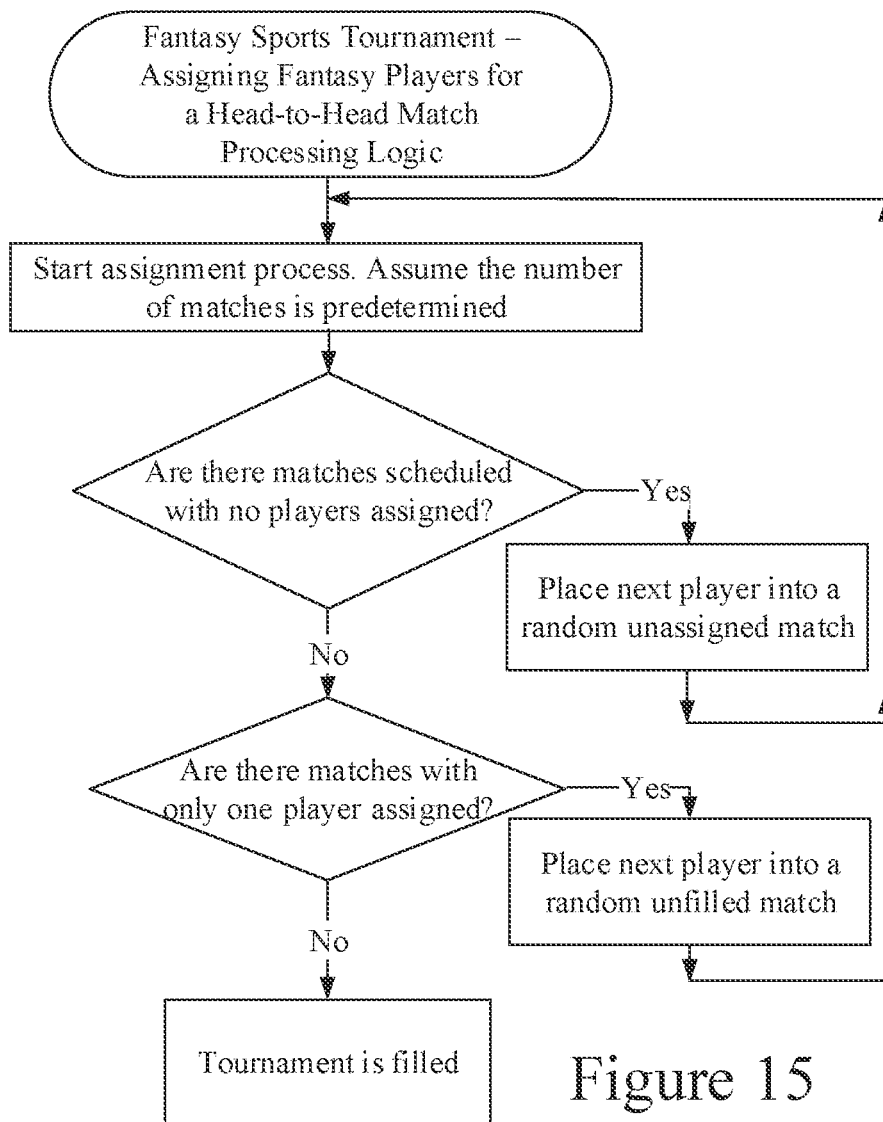 Fantasy Sports Tournament –
Assigning Fantasy Players for
a Head-to-Head Match
Processing Logic
Start assignment process. Assume the number
of matches is predetermined
Are there matches scheduled
with no players assigned?
Yes
Place next player into a
random unassigned match
No
Are there matches with
only one player assigned?
Yes
Place next player into a
random unfilled match
No
Tournament is filled
Figure 15